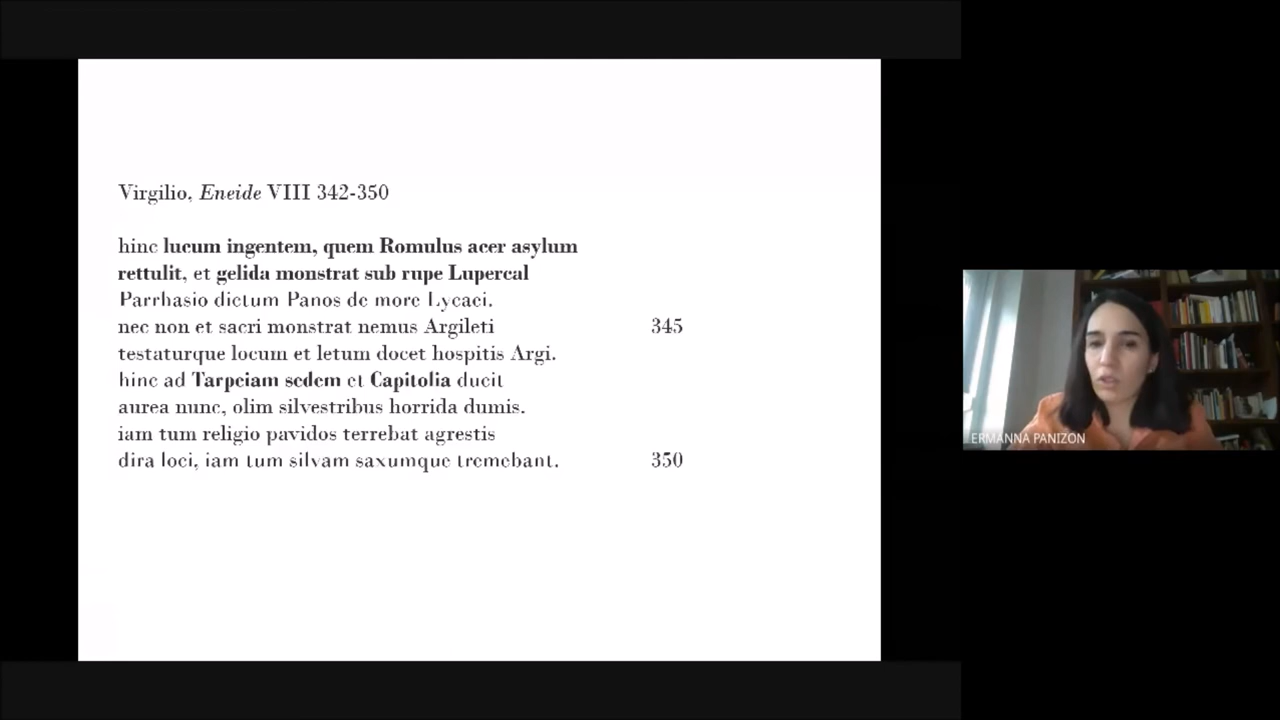 Virgilio, Eneide VIII 342-350
hinc lucum ingentem, quem Romulus acer asylum
rettulit, et gelida monstrat sub rupe Lupercal
Parrhasio dictum Panos de more Lycaei.
nec non et sacri monstrat nemus Argileti 345
testaturque locum et letum docet hospitis Argi.
hinc ad Tarpeiam sedem et Capitolia ducit
aurea nunc, olim silvestribus horrida dumis.
iam tum religio pavidos terrebat agrestis
dira loci, iam tum silvam saxumque tremebant. 350
ERMANNA PANIZON